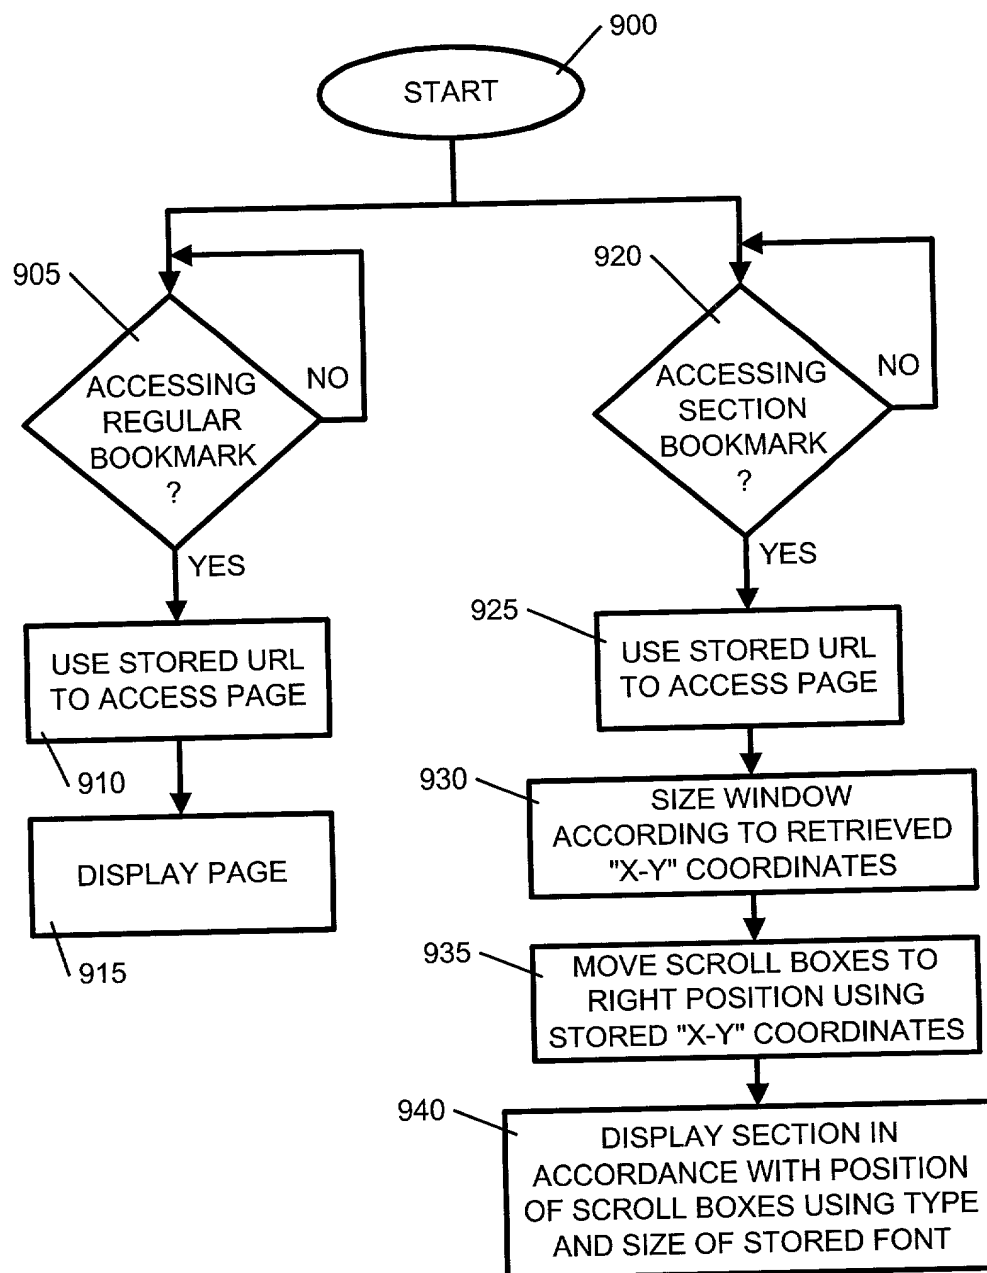 900
START
905
ACCESSING
REGULAR
BOOKMARK
?
NO
YES
USE STORED URL
TO ACCESS PAGE
910
DISPLAY PAGE
915
920
ACCESSING
SECTION
BOOKMARK
?
NO
YES
925
USE STORED URL
TO ACCESS PAGE
930
SIZE WINDOW
ACCORDING TO RETRIEVED
"X-Y" COORDINATES
935
MOVE SCROLL BOXES TO
RIGHT POSITION USING
STORED "X-Y" COORDINATES
940
DISPLAY SECTION IN
ACCORDANCE WITH POSITION
OF SCROLL BOXES USING TYPE
AND SIZE OF STORED FONT